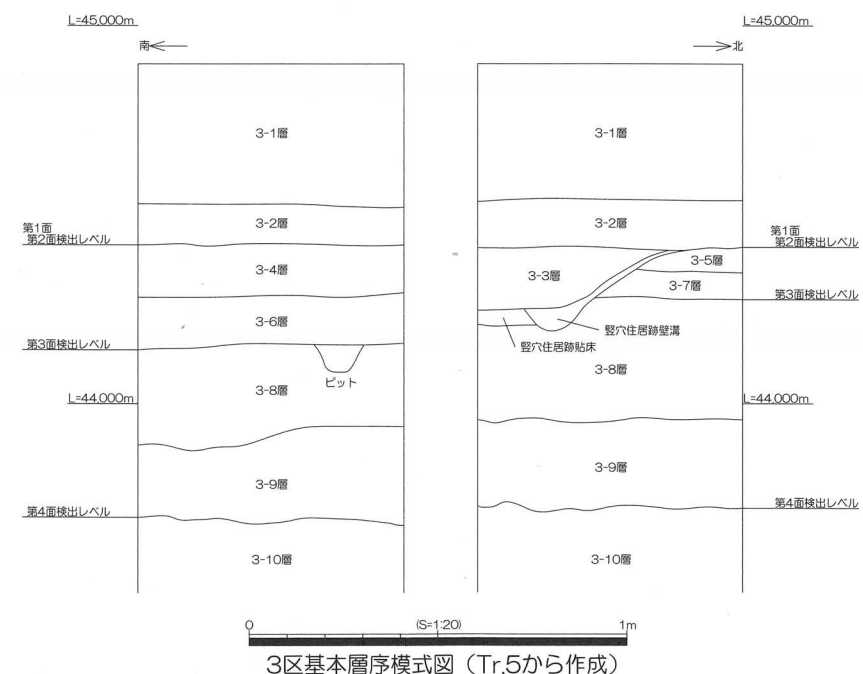 L=45,000m
L=45,000m
南
北
3-1層
3-1層
3-2層
3-2層
第1面
第2面検出レベル
第1面
第2面検出レベル
3-4層
3-3層
3-5層
3-7層
第3面検出レベル
3-6層
竪穴住居跡壁溝
竪穴住居跡貼床
第3面検出レベル
ピット
3-8層
3-8層
L=44,000m
L=44,000m
3-9層
3-9層
第4面検出レベル
第4面検出レベル
3-10層
3-10層
0
(S=1:20)
1m
3区基本層序模式図（Tr.5から作成）